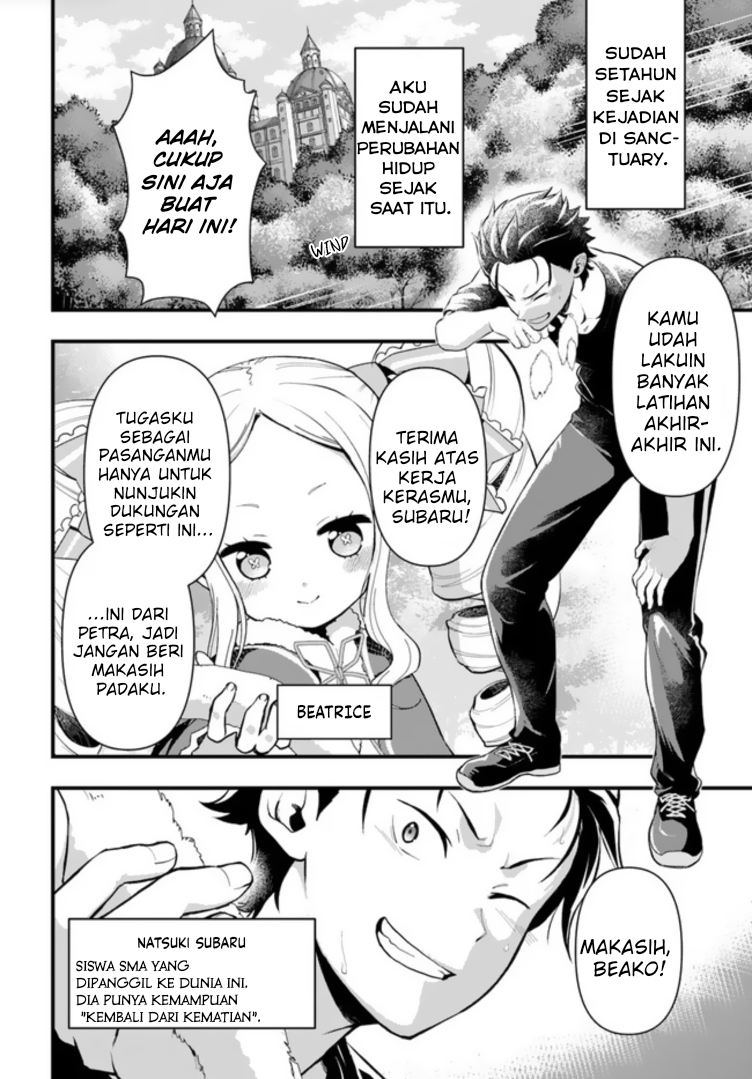 SUDAH
SETAHUN
SEJAK
KEJADIAN
DI SANC-
TUARY.
AKU
SUDAH
MENJALANI
PERUBAHAN
HIDUP
SEJAK
SAAT ITU.
AAAH,
CUKUP
SINI AJA
BUAT
HARI INI!
WIND
KAMU
UDAH
LAKUIN
BANYAK
LATIHAN
AKHIR-
AKHIR INI.
TERIMA
KASIH ATAS
KERJA
KERASMU,
SUBARU!
TUGASKU
SEBAGAI
PASANGANMU
HANYA UNTUK
NUNJUKIN
DUKUNGAN
SEPERTI INI...
...INI DARI
PETRA, JADI
JANGAN BERI
MAKASIH
PADAKU.
BEATRICE
MAKASIH,
BEAKO!
NATSUKI SUBARU
SISWA SMA YANG
DIPANGGIL KE DUNIA INI.
DIA PUNYA KEMAMPUAN
"KEMBALI DARI KEMATIAN".